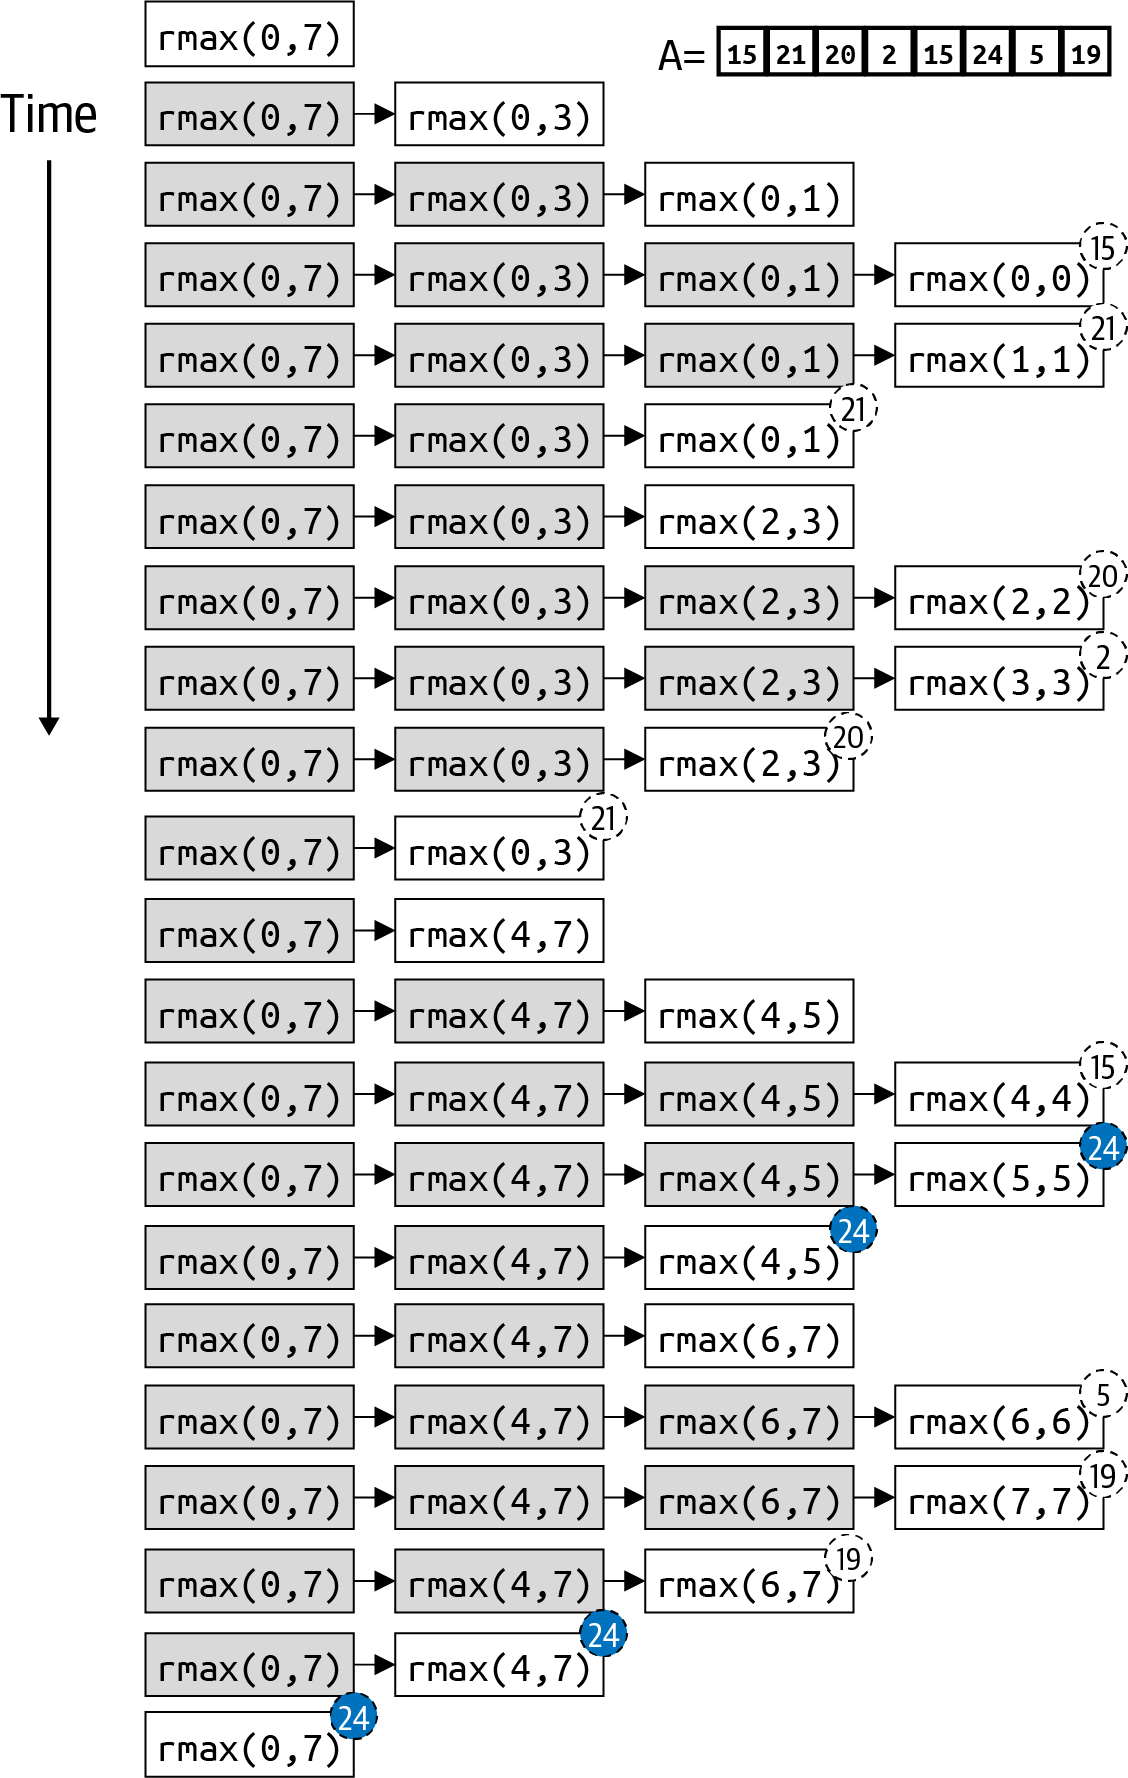 rmax(0,7)
A= 15 21 20 2 15 24 5 19
Time
rmax(0,7) rmax(0,3)
rmax(0,7) rmax(0,3) rmax(0,1)
rmax(0,7) rmax(0,3) rmax(0,1) rmax(0,0) 15
rmax(0,7) rmax(0,3) rmax(0,1) rmax(1,1) 21
rmax(0,7) rmax(0,3) rmax(0,1) 21
rmax(0,7) rmax(0,3) rmax(2,3)
rmax(0,7) rmax(0,3) rmax(2,3) rmax(2,2) 20
rmax(0,7) rmax(0,3) rmax(2,3) rmax(3,3) 2
rmax(0,7) rmax(0,3) rmax(2,3) 20
rmax(0,7) rmax(0,3) 21
rmax(0,7) rmax(4,7)
rmax(0,7) rmax(4,7) rmax(4,5)
rmax(0,7) rmax(4,7) rmax(4,5) rmax(4,4) 15
rmax(0,7) rmax(4,7) rmax(4,5) rmax(5,5) 24
rmax(0,7) rmax(4,7) rmax(4,5) 24
rmax(0,7) rmax(4,7) rmax(6,7)
rmax(0,7) rmax(4,7) rmax(6,7) rmax(6,6) 5
rmax(0,7) rmax(4,7) rmax(6,7) rmax(7,7) 19
rmax(0,7) rmax(4,7) rmax(6,7) 19
rmax(0,7) rmax(4,7) 24
rmax(0,7) 24